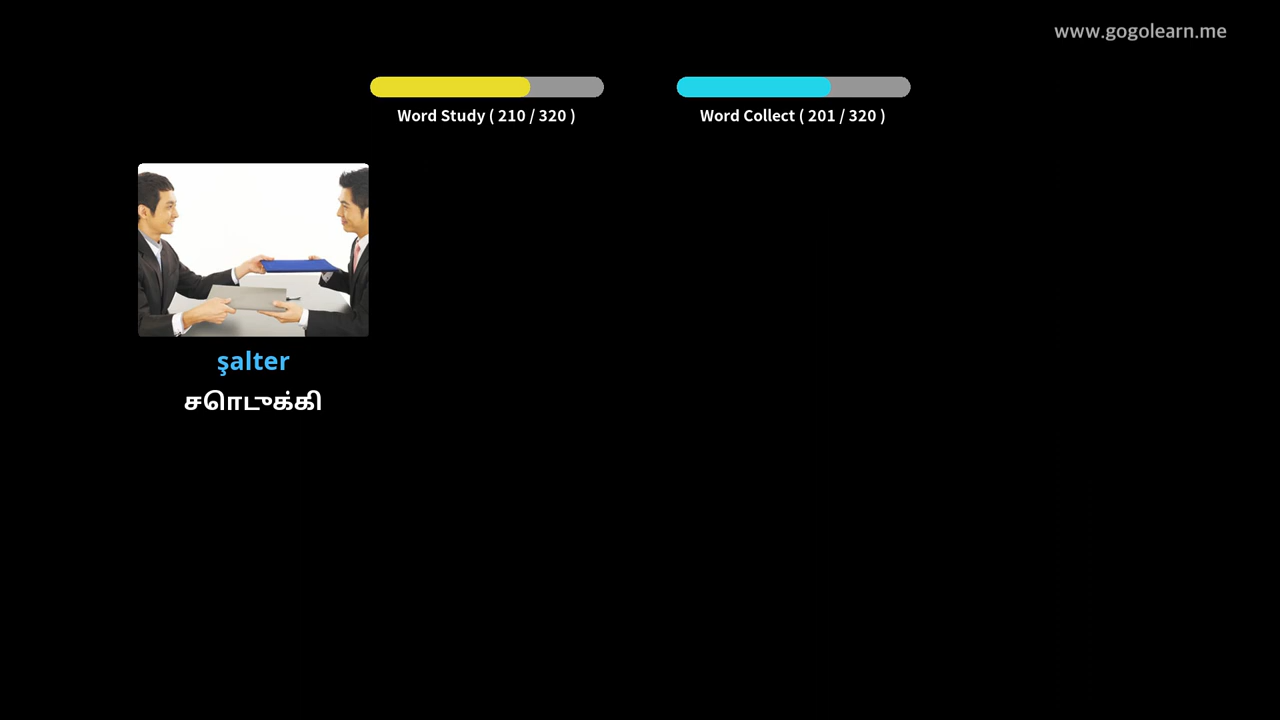 www.gogolearn.me
Word Study ( 210 / 320 )
Word Collect ( 201 / 320 )
şalter
சொடுக்கி